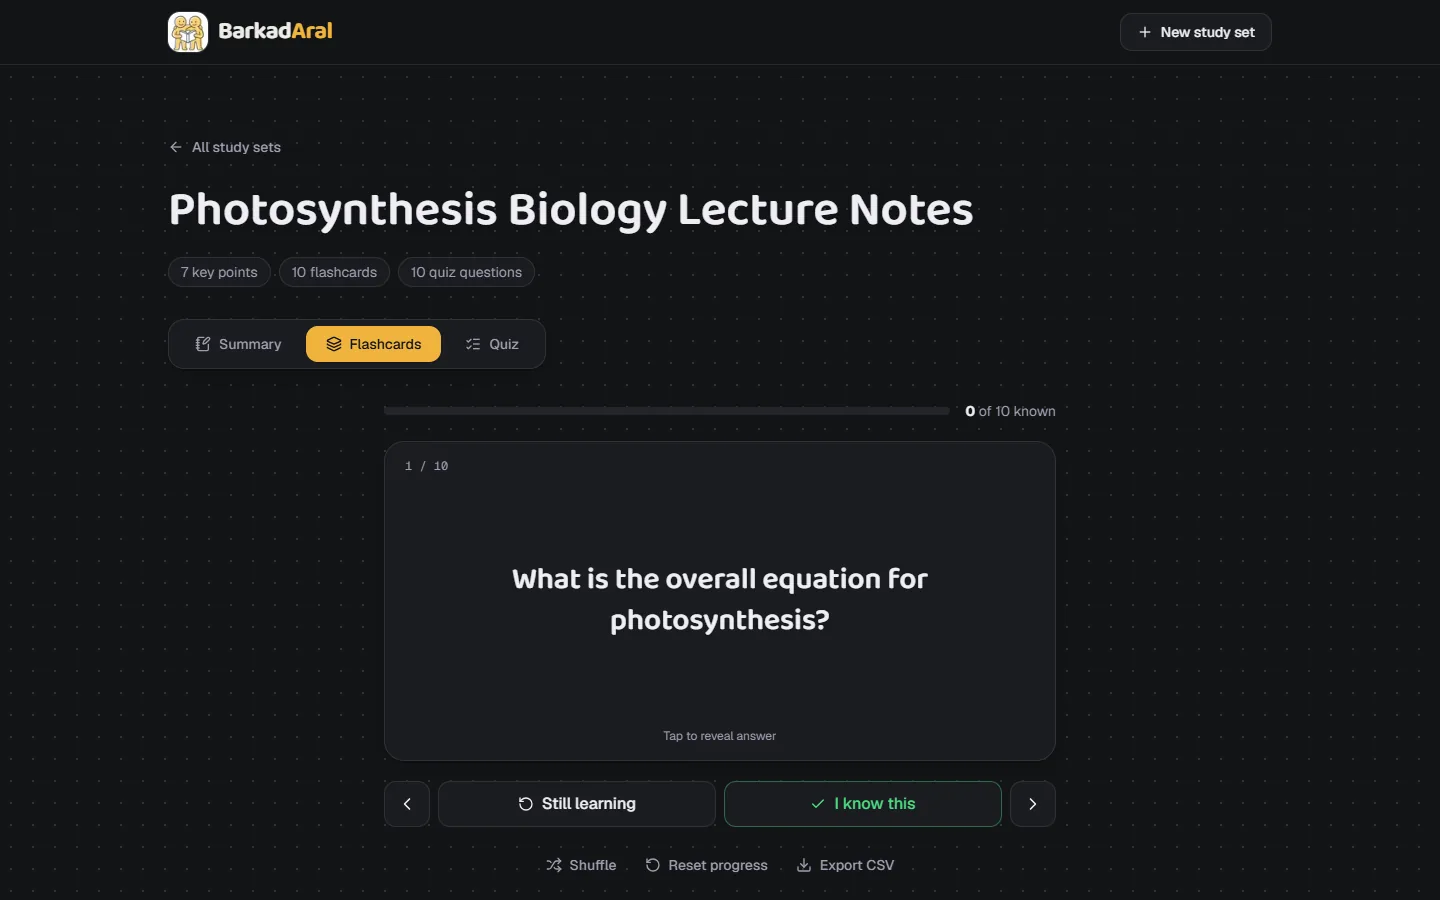 BarkadAral
New study set
All study sets
Photosynthesis Biology Lecture Notes
7 key points
10 flashcards
10 quiz questions
Summary
Flashcards
Quiz
0 of 10 known
1 / 10
What is the overall equation for
photosynthesis?
Tap to reveal answer
Still learning
I know this
Shuffle
Reset progress
Export CSV